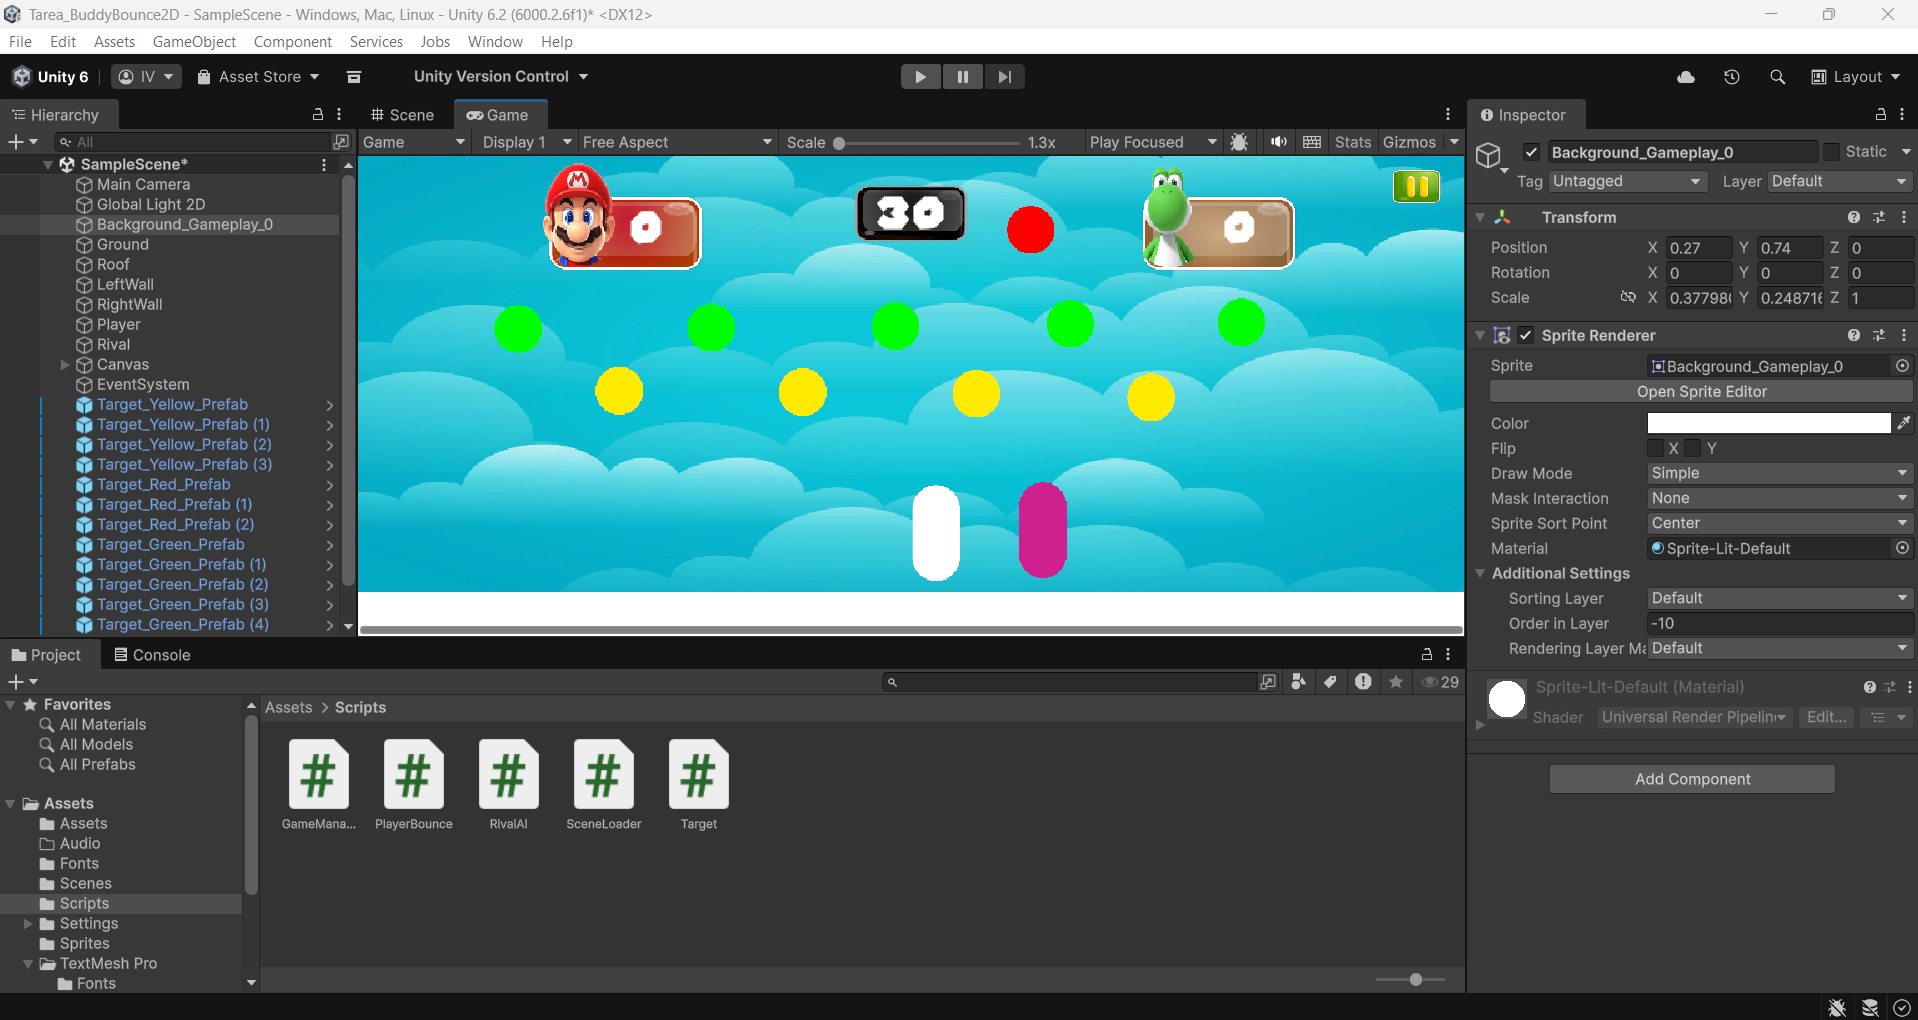 Tarea_BuddyBounce2D - SampleScene - Windows, Mac, Linux - Unity 6.2 (6000.2.6f1)* <DX12>
File Edit Assets GameObject Component Services Jobs Window Help
Unity 6 IV Asset Store Unity Version Control Layout
Hierarchy
All
SampleScene*
Main Camera
Global Light 2D
Background_Gameplay_0
Ground
Roof
LeftWall
RightWall
Player
Rival
Canvas
EventSystem
Target_Yellow_Prefab
Target_Yellow_Prefab (1)
Target_Yellow_Prefab (2)
Target_Yellow_Prefab (3)
Target_Red_Prefab
Target_Red_Prefab (1)
Target_Red_Prefab (2)
Target_Green_Prefab
Target_Green_Prefab (1)
Target_Green_Prefab (2)
Target_Green_Prefab (3)
Target_Green_Prefab (4)
Scene Game
Game Display 1 Free Aspect Scale 1.3x Play Focused Stats Gizmos
M
0 30 0
Inspector
Background_Gameplay_0 Static
Tag Untagged Layer Default
Transform
Position X 0.27 Y 0.74 Z 0
Rotation X 0 Y 0 Z 0
Scale X 0.37798 Y 0.24871 Z 1
Sprite Renderer
Sprite Background_Gameplay_0
Open Sprite Editor
Color
Flip X Y
Draw Mode Simple
Mask Interaction None
Sprite Sort Point Center
Material Sprite-Lit-Default
Additional Settings
Sorting Layer Default
Order in Layer -10
Rendering Layer Ma Default
Sprite-Lit-Default (Material)
Shader Universal Render Pipelin Edit...
Add Component
Project Console
29
Favorites
All Materials
All Models
All Prefabs
Assets
Assets
Audio
Fonts
Scenes
Scripts
Settings
Sprites
TextMesh Pro
Fonts
Assets > Scripts
GameMana... PlayerBounce RivalAI SceneLoader Target